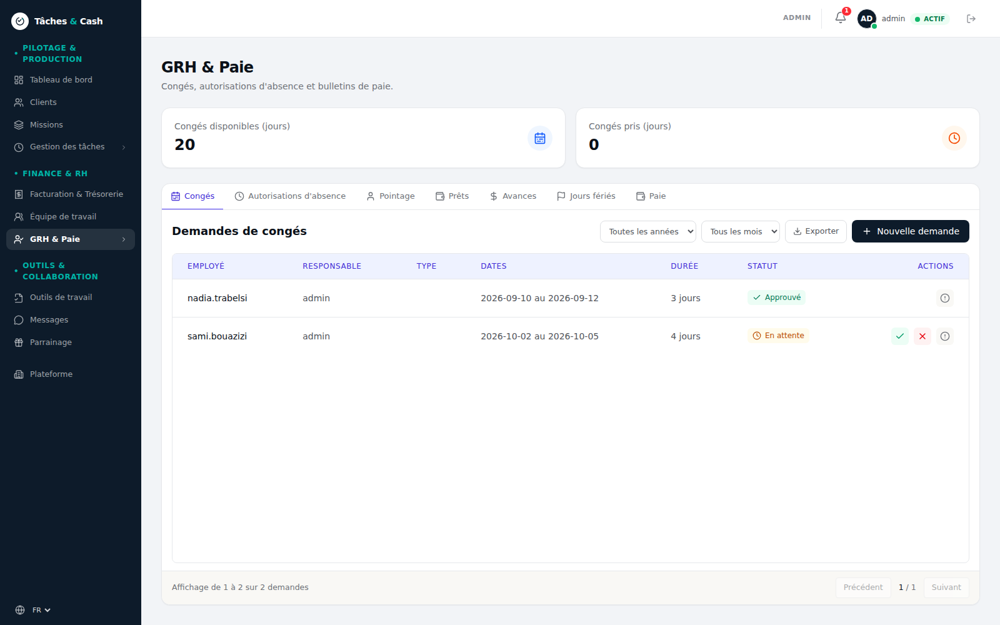 Tâches & Cash
• PILOTAGE &
PRODUCTION
Tableau de bord
Clients
Missions
Gestion des tâches
• FINANCE & RH
Facturation & Trésorerie
Équipe de travail
GRH & Paie
• OUTILS &
COLLABORATION
Outils de travail
Messages
Parrainage
Plateforme
FR
ADMIN
1
AD
admin
ACTIF
GRH & Paie
Congés, autorisations d'absence et bulletins de paie.
Congés disponibles (jours)
20
Congés pris (jours)
0
Congés
Autorisations d'absence
Pointage
Prêts
Avances
Jours fériés
Paie
Demandes de congés
Toutes les années
Tous les mois
Exporter
Nouvelle demande
EMPLOYÉ RESPONSABLE TYPE DATES DURÉE STATUT ACTIONS
nadia.trabelsi admin 2026-09-10 au 2026-09-12 3 jours Approuvé
sami.bouazizi admin 2026-10-02 au 2026-10-05 4 jours En attente
Affichage de 1 à 2 sur 2 demandes
Précédent
1 / 1
Suivant